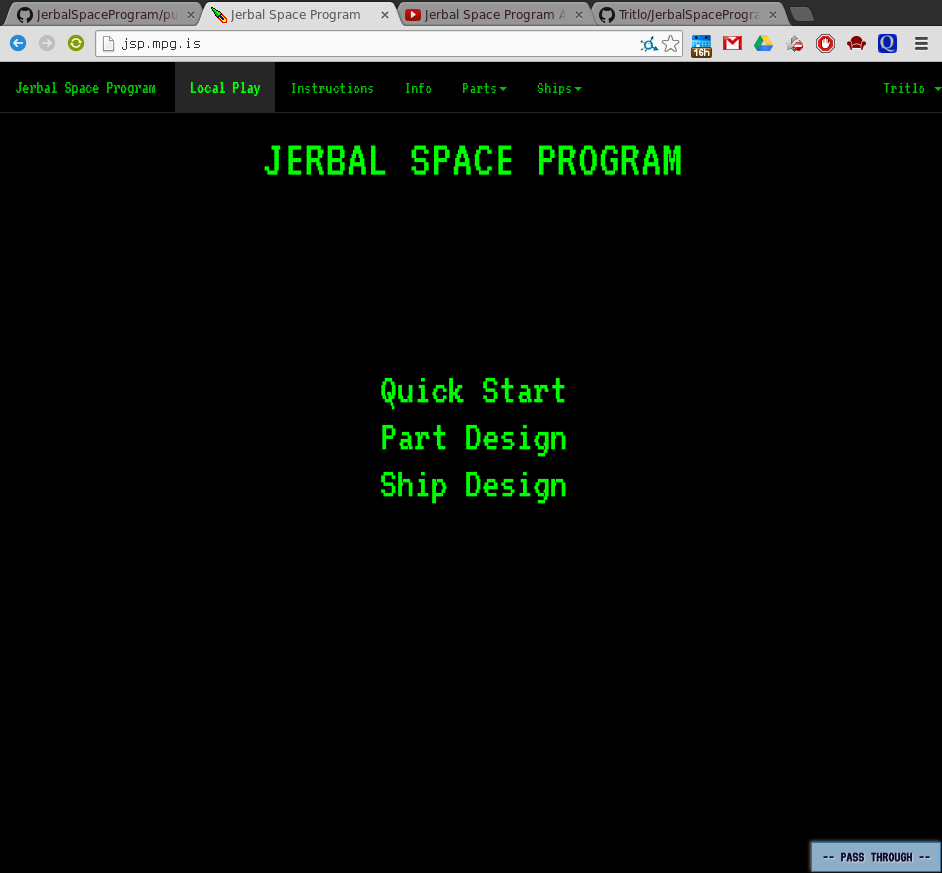 JerbalSpaceProgram/pu
Jerbal Space Program
Jerbal Space Program A
Tritlo/JerbalSpaceProgra
jsp.mpg.is
16h
Q
Jerbal Space Program
Local Play
Instructions
Info
Parts
Ships
Tritlo
JERBAL SPACE PROGRAM
Quick Start
Part Design
Ship Design
-- PASS THROUGH --